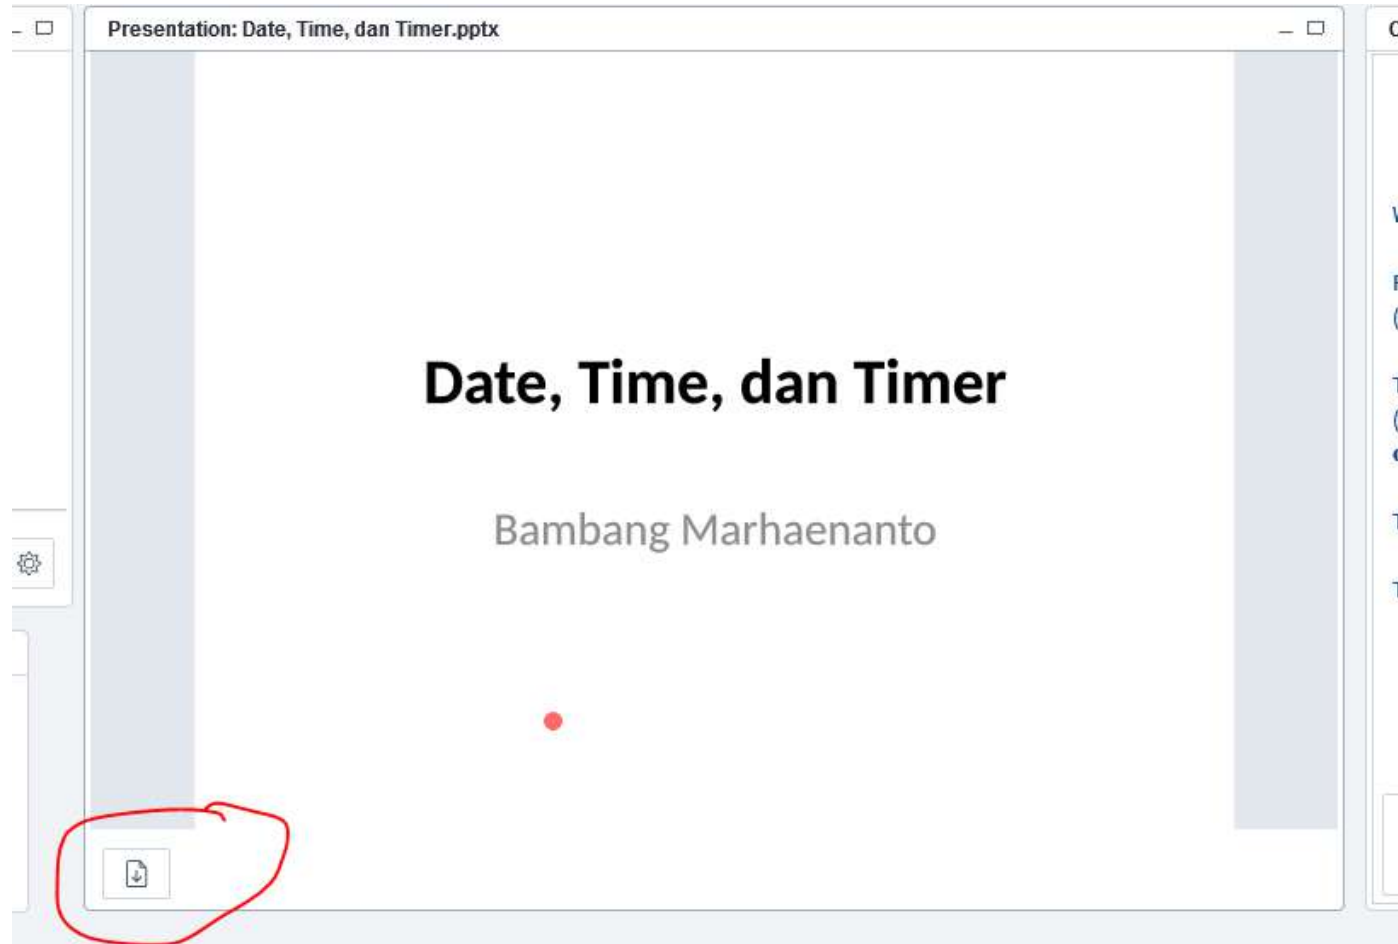 Presentation: Date, Time, dan Timer.pptx
Date, Time, dan Timer
Bambang Marhaenanto